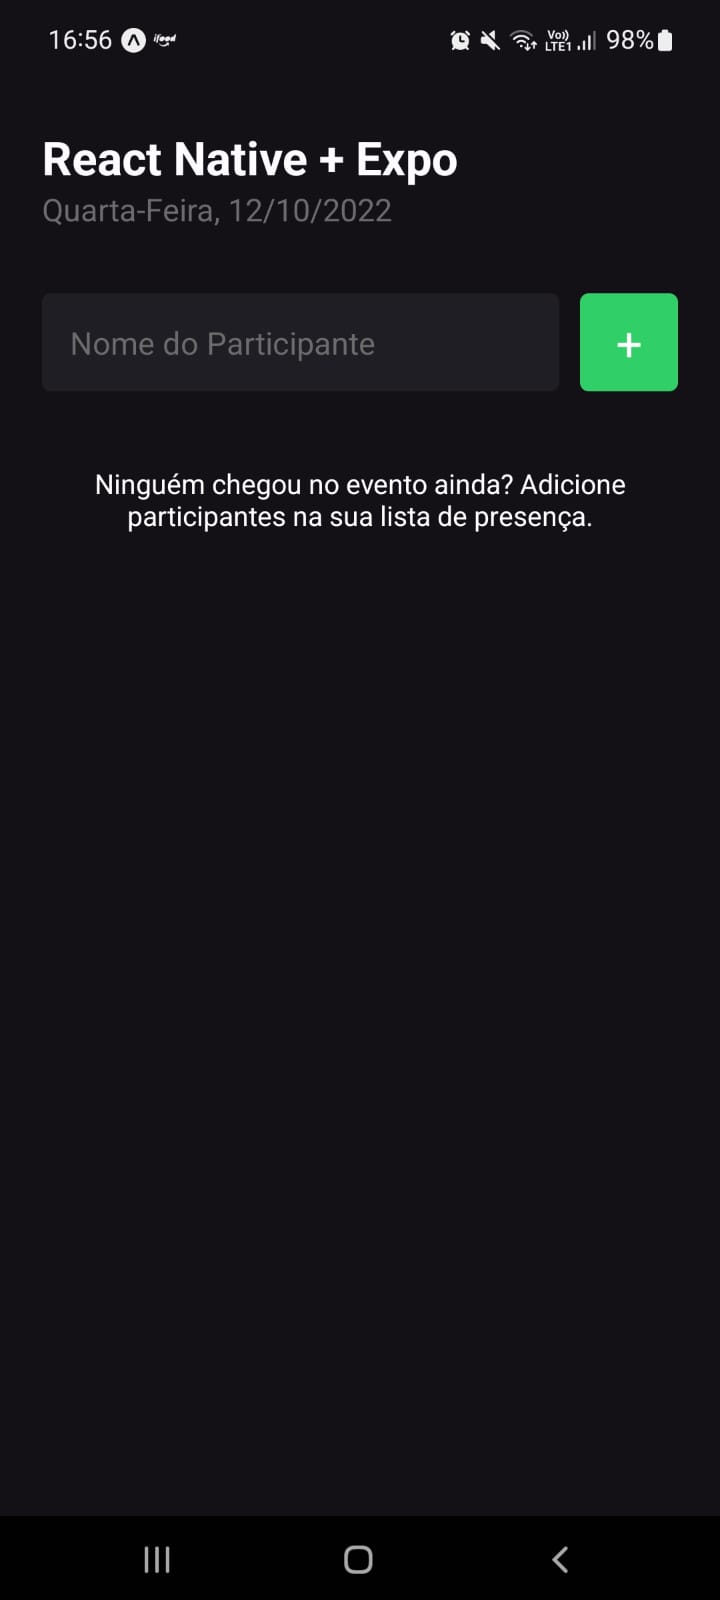 16:56 ifood Vo)) LTE1 98%
React Native + Expo
Quarta-Feira, 12/10/2022
Nome do Participante +
Ninguém chegou no evento ainda? Adicione
participantes na sua lista de presença.